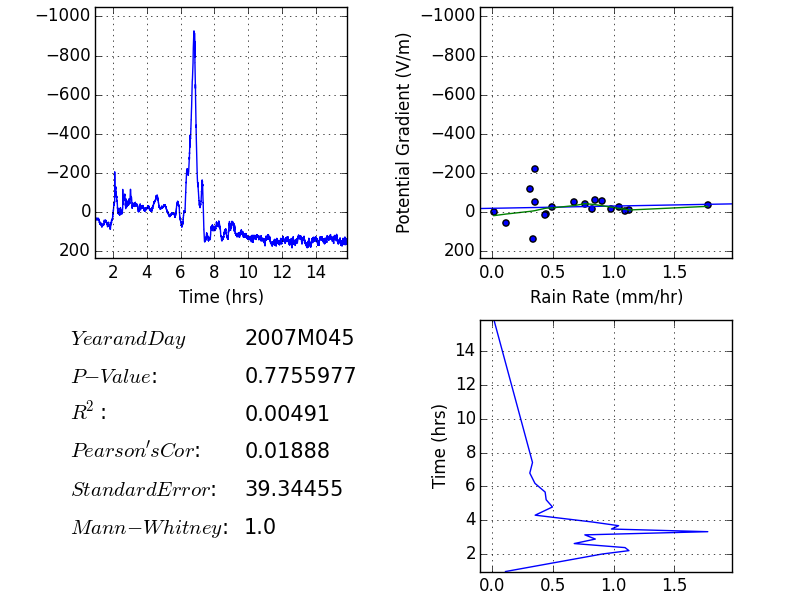 −1000
−800
−600
−400
−200
0
200
2 4 6 8 10 12 14
Time (hrs)
Potential Gradient (V/m)
−1000
−800
−600
−400
−200
0
200
0.0 0.5 1.0 1.5
Rain Rate (mm/hr)
YearandDay 2007M045
P−Value: 0.7755977
R²: 0.00491
Pearson'sCor: 0.01888
StandardError: 39.34455
Mann−Whitney: 1.0
Time (hrs)
14
12
10
8
6
4
2
0.0 0.5 1.0 1.5